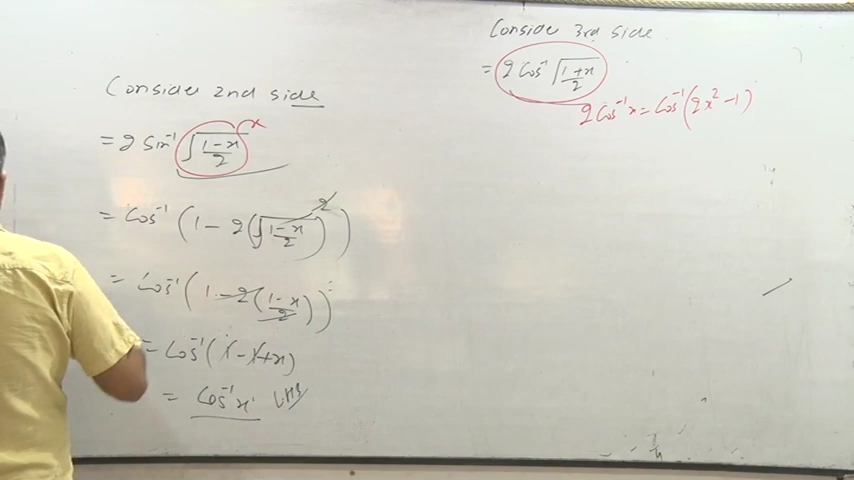 Conside 2nd side
= 2 Sin⁻¹ √((1-x)/2) x
= Cos⁻¹ (1 - 2(√((1-x)/2))²)
= Cos⁻¹ (1 - 2((1-x)/2))
= Cos⁻¹ (1 - 1 + x)
= Cos⁻¹ x LHS
Conside 3rd side
= 2 Cos⁻¹ √((1+x)/2)
2 Cos⁻¹ x = Cos⁻¹ (2x² - 1)